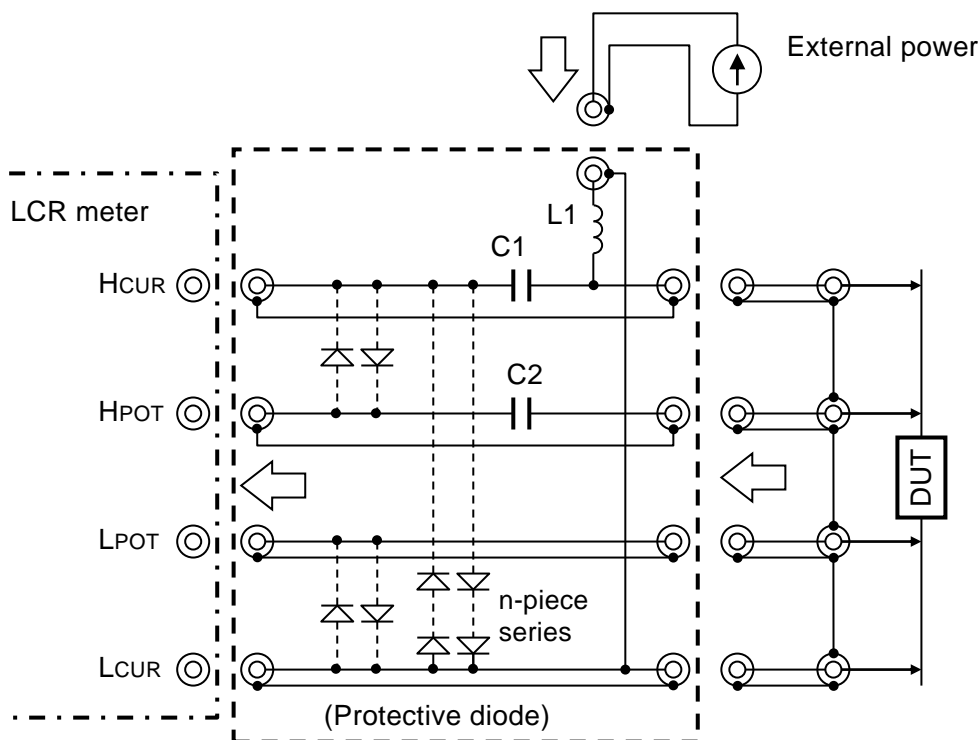 External power
LCR meter
L1
C1
HCUR
C2
HPOT
DUT
LPOT
n-piece
series
LCUR
(Protective diode)